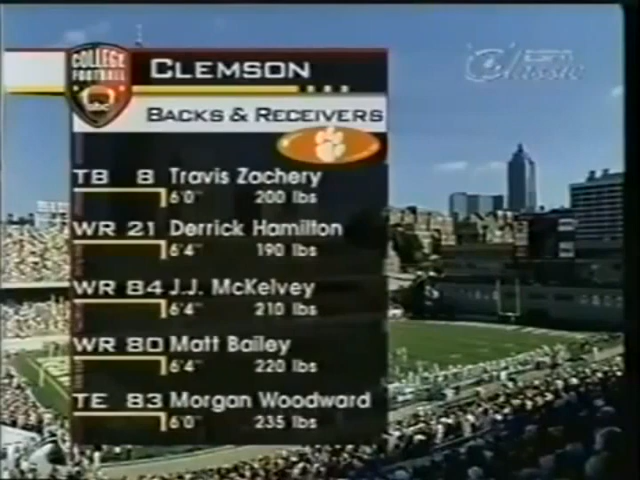 COLLEGE
FOOTBALL
abc
CLEMSON
ESPN
Classic
BACKS & RECEIVERS
TB 8 Travis Zachery
6'0" 200 lbs
WR 21 Derrick Hamilton
6'4" 190 lbs
WR 84 J.J. McKelvey
6'4" 210 lbs
WR 80 Matt Bailey
6'4" 220 lbs
TE 83 Morgan Woodward
6'0" 235 lbs